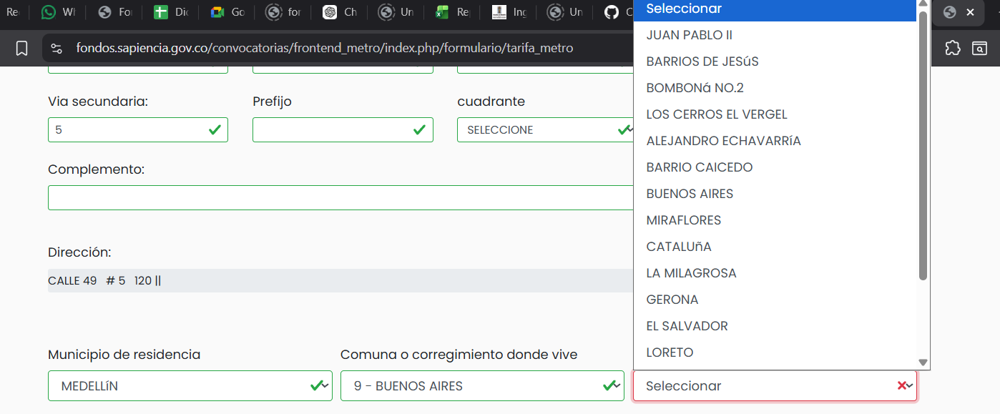 Re
Wh
Fo
Dic
Go
for
Ch
Un
Re
Ing
Un
Seleccionar
fondos.sapiencia.gov.co/convocatorias/frontend_metro/index.php/formulario/tarifa_metro
JUAN PABLO II
BARRIOS DE JESúS
Via secundaria:
Prefijo
cuadrante
BOMBONá NO.2
LOS CERROS EL VERGEL
5
SELECCIONE
ALEJANDRO ECHAVARRíA
Complemento:
BARRIO CAICEDO
BUENOS AIRES
MIRAFLORES
Dirección:
CATALUñA
CALLE 49 # 5 120 ||
LA MILAGROSA
GERONA
EL SALVADOR
Municipio de residencia
Comuna o corregimiento donde vive
LORETO
MEDELLíN
9 - BUENOS AIRES
Seleccionar